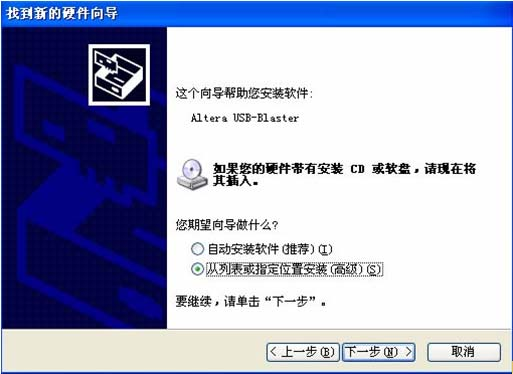 找到新的硬件向导
这个向导帮助您安装软件:
Altera USB-Blaster
如果您的硬件带有安装 CD 或软盘，请现在将
其插入。
您期望向导做什么?
自动安装软件(推荐)(I)
从列表或指定位置安装(高级)(S)
要继续，请单击“下一步”。
< 上一步(B)
下一步(N) >
取消